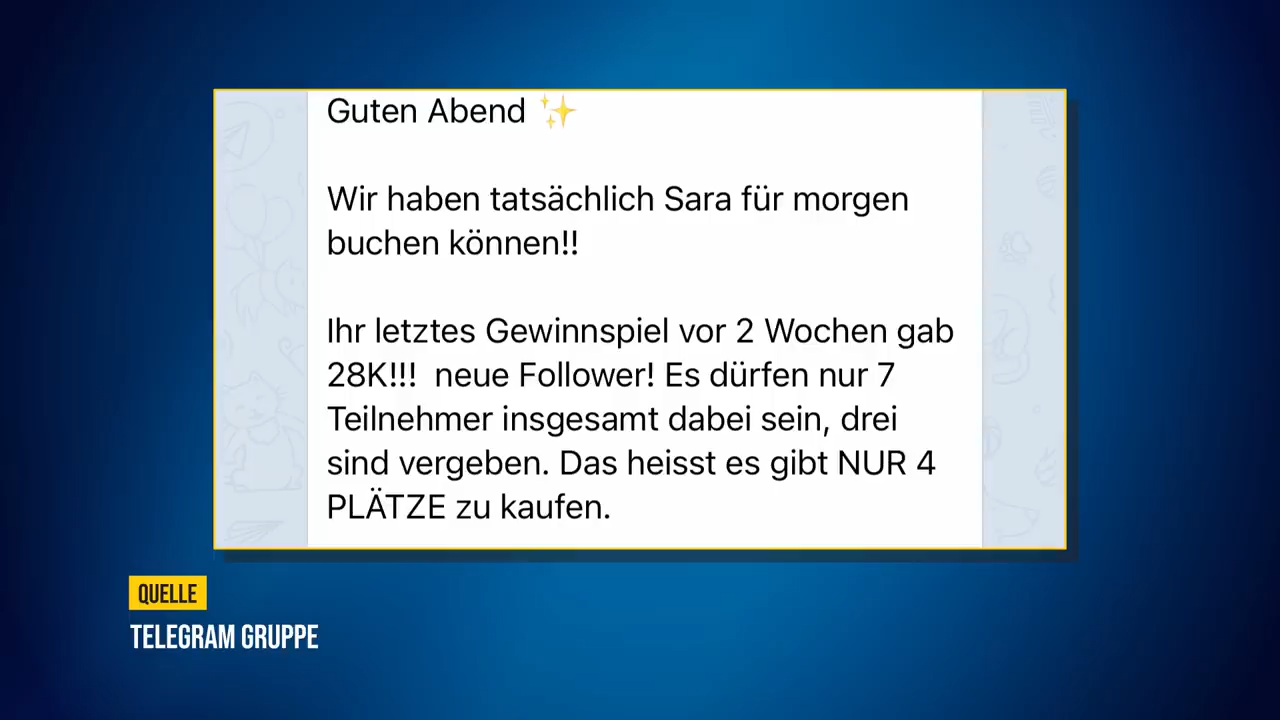 Guten Abend ✨
Wir haben tatsächlich Sara für morgen
buchen können!!
Ihr letztes Gewinnspiel vor 2 Wochen gab
28K!!!  neue Follower! Es dürfen nur 7
Teilnehmer insgesamt dabei sein, drei
sind vergeben. Das heisst es gibt NUR 4
PLÄTZE zu kaufen.
QUELLE
TELEGRAM GRUPPE